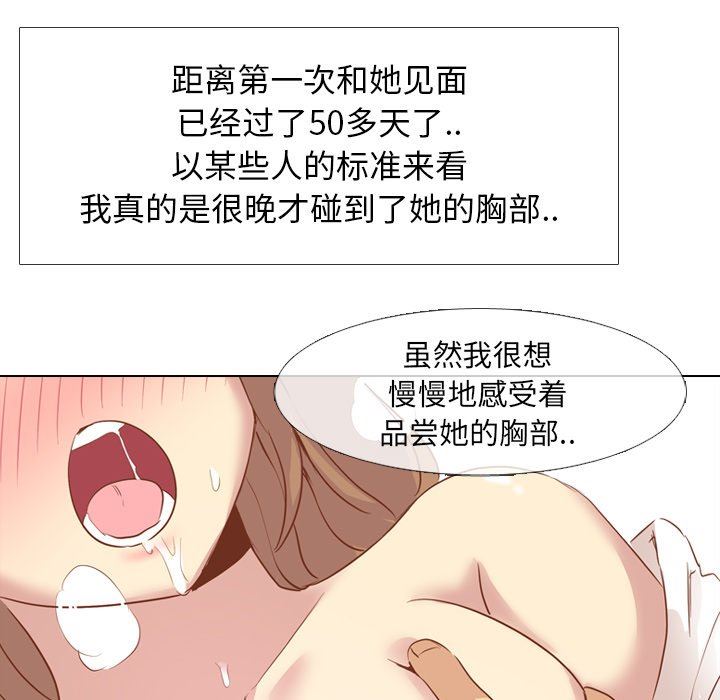 距离第一次和她见面
已经过了50多天了..
以某些人的标准来看
我真的是很晚才碰到了她的胸部..
虽然我很想
慢慢地感受着
品尝她的胸部..